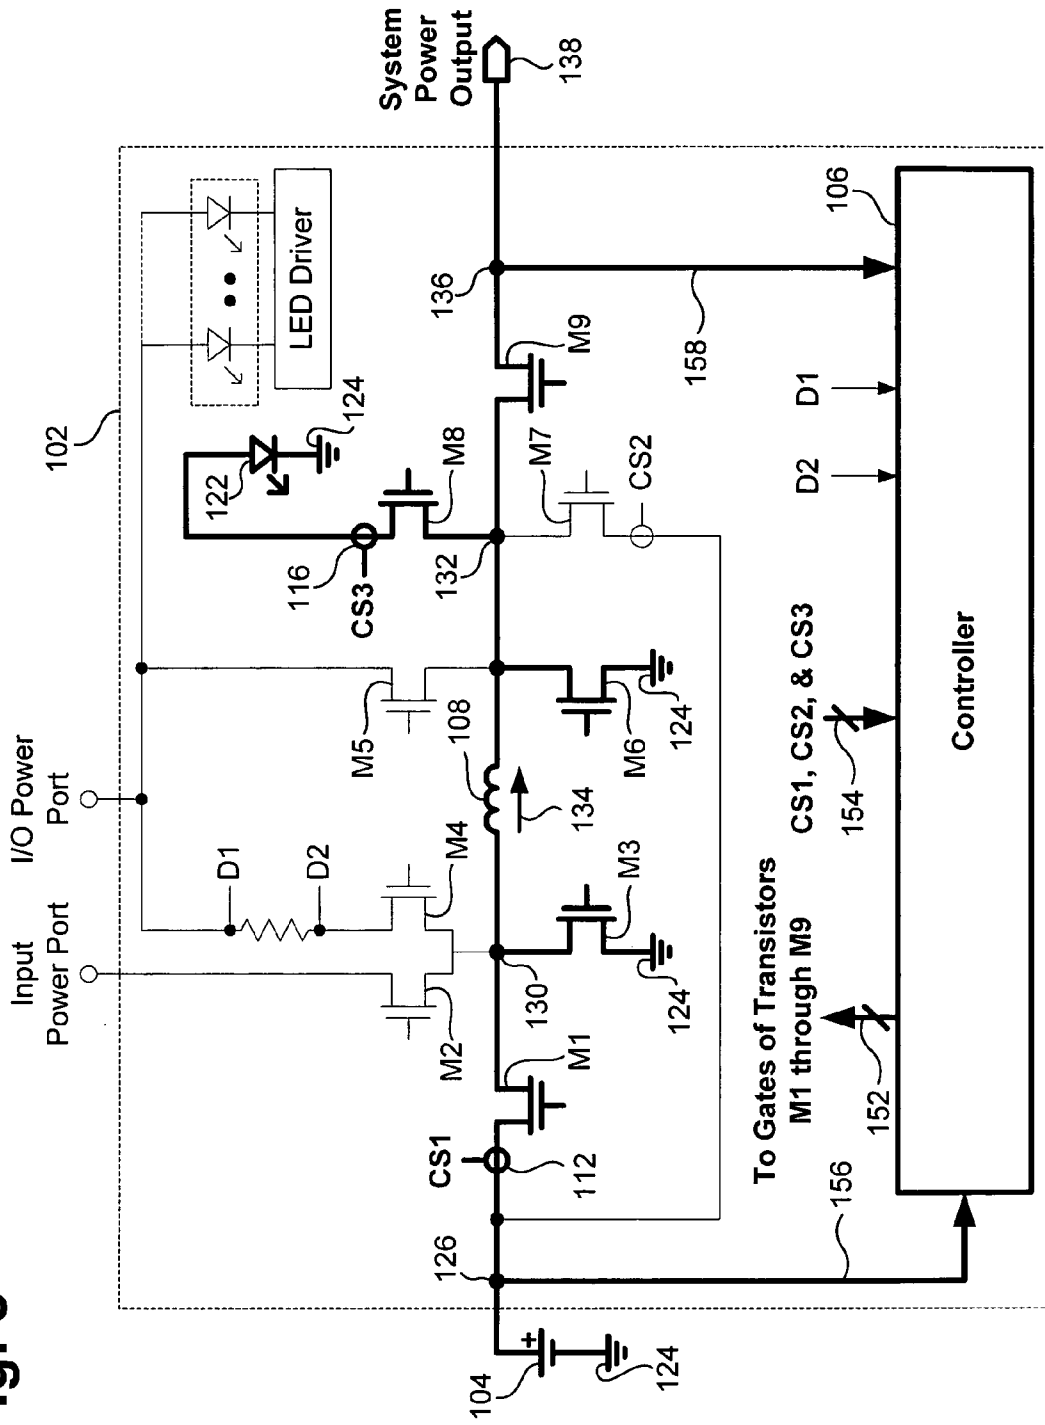 System
Power
Output
138
102
LED Driver
124
122
116
CS3
M8
132
M7
CS2
M9
136
158
106
I/O Power
Port
Input
Power Port
D1
D2
M5
108
M4
M2
130
134
M6
124
M3
124
M1
CS1
112
126
104
+
124
156
To Gates of Transistors
M1 through M9
152
CS1, CS2, & CS3
154
D2
D1
Controller